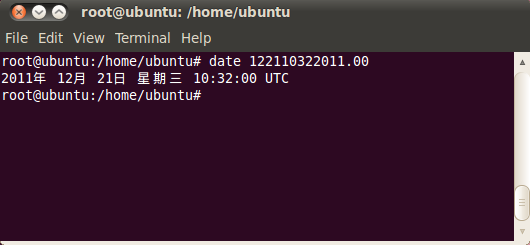 root@ubuntu: /home/ubuntu
File Edit View Terminal Help
root@ubuntu:/home/ubuntu# date 122110322011.00
2011年 12月 21日 星期三 10:32:00 UTC
root@ubuntu:/home/ubuntu#